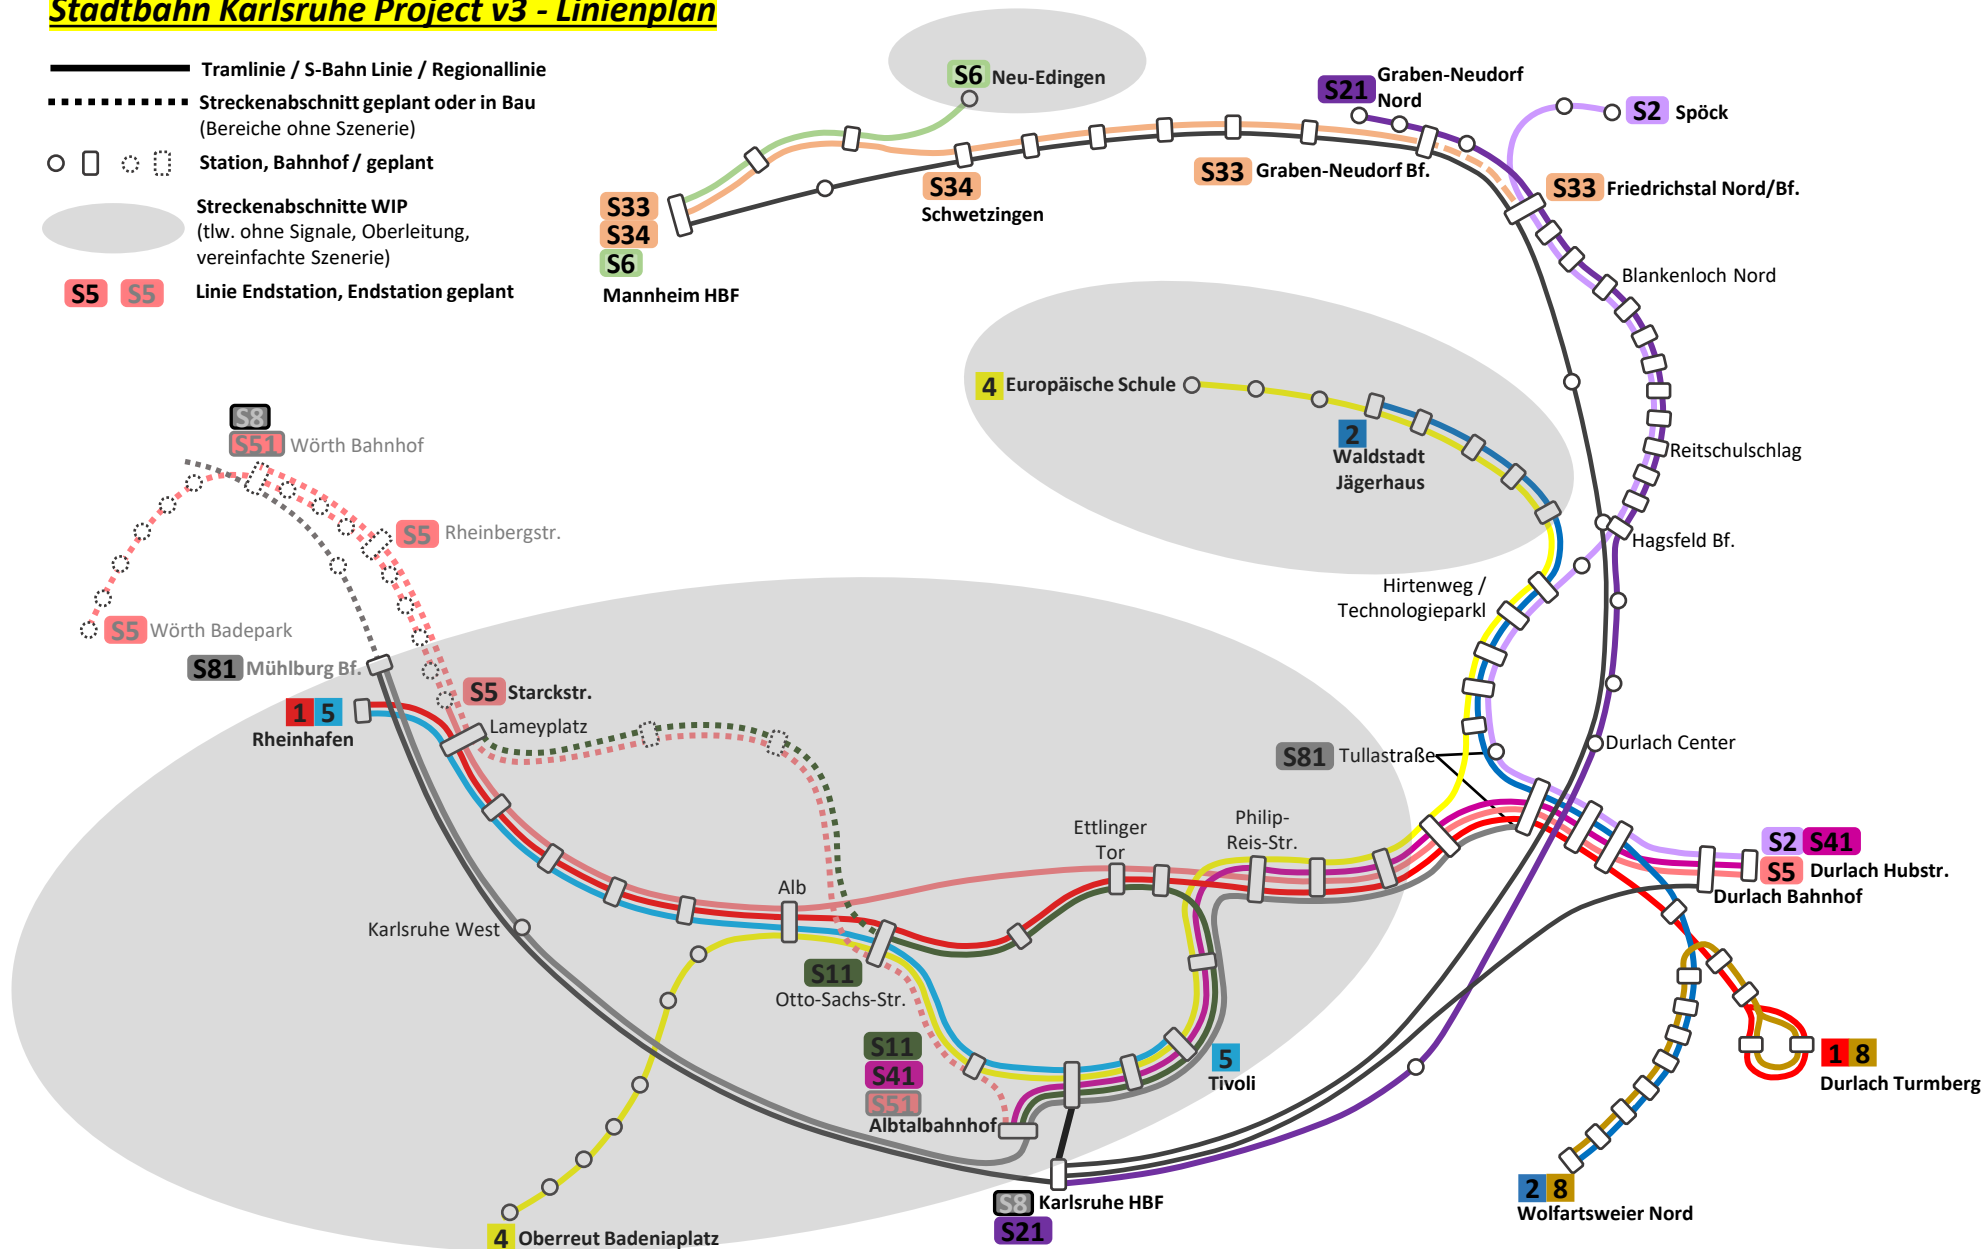 Stadtbahn Karlsruhe Project v3 - Linienplan
Tramlinie / S-Bahn Linie / Regionallinie
Streckenabschnitt geplant oder in Bau
(Bereiche ohne Szenerie)
Station, Bahnhof / geplant
Streckenabschnitte WIP
(tlw. ohne Signale, Oberleitung,
vereinfachte Szenerie)
S5 S5 Linie Endstation, Endstation geplant
S6 Neu-Edingen
S21 Graben-Neudorf
Nord
S2 Spöck
S33 Graben-Neudorf Bf.
S33 Friedrichstal Nord/Bf.
S34
Schwetzingen
S33
S34
S6
Mannheim HBF
Blankenloch Nord
4 Europäische Schule
2
Waldstadt
Jägerhaus
Reitschulschlag
Hagsfeld Bf.
Hirtenweg /
Technologieparkl
S8
S51 Wörth Bahnhof
S5 Rheinbergstr.
S5 Wörth Badepark
S81 Mühlburg Bf.
1 5
Rheinhafen
S5 Starckstr.
Lameyplatz
S81 Tullastraße
Durlach Center
Ettlinger
Tor
Philip-
Reis-Str.
S2 S41
S5 Durlach Hubstr.
Durlach Bahnhof
Alb
Karlsruhe West
S11
Otto-Sachs-Str.
S11
S41
S51
Albtalbahnhof
5
Tivoli
1 8
Durlach Turmberg
S8 Karlsruhe HBF
S21
2 8
Wolfartsweier Nord
4 Oberreut Badeniaplatz